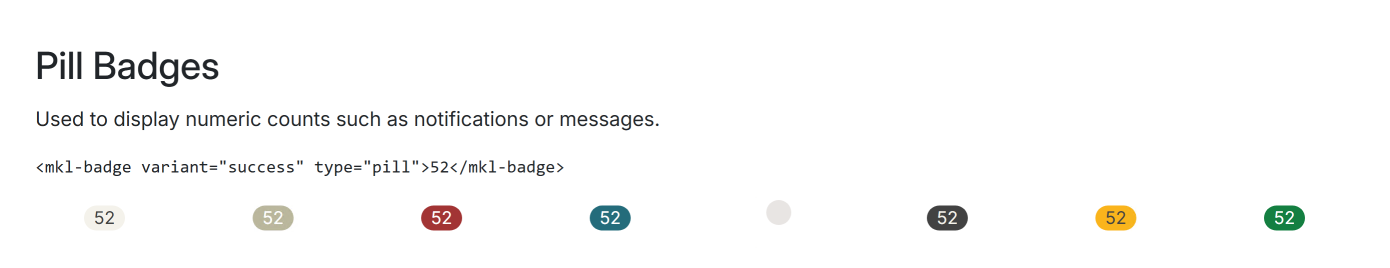 Pill Badges
Used to display numeric counts such as notifications or messages.
<mkl-badge variant="success" type="pill">52</mkl-badge>
52 52 52 52 52 52 52